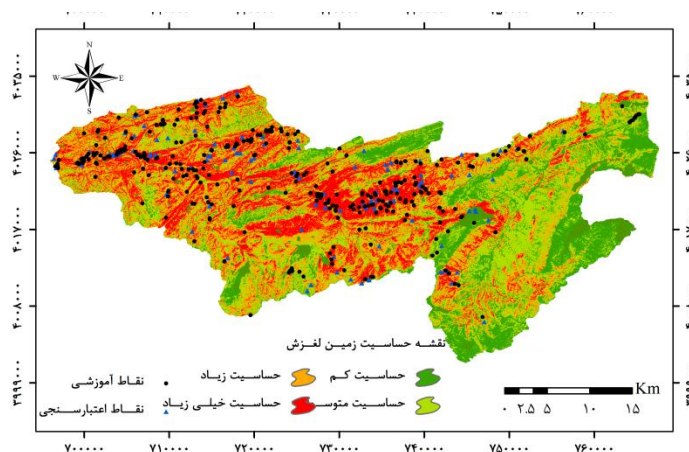 N
W E
S
۴۰۳۵۰۰۰
۴۰۲۶۰۰۰
۴۰۱۷۰۰۰
۴۰۰۸۰۰۰
۳۹۹۹۰۰۰
نقشه حساسیت زمین لغزش
حساسیت کم
حساسیت زیاد
نقاط آموزشی
حساسیت متوس
حساسیت خیلی زیاد
نقاط اعتبارسنجی
Km
۰ ۲.۵ ۵ ۱۰ ۱۵
۷۰۰۰۰۰ ۷۱۰۰۰۰ ۷۲۰۰۰۰ ۷۳۰۰۰۰ ۷۴۰۰۰۰ ۷۵۰۰۰۰ ۷۶۰۰۰۰